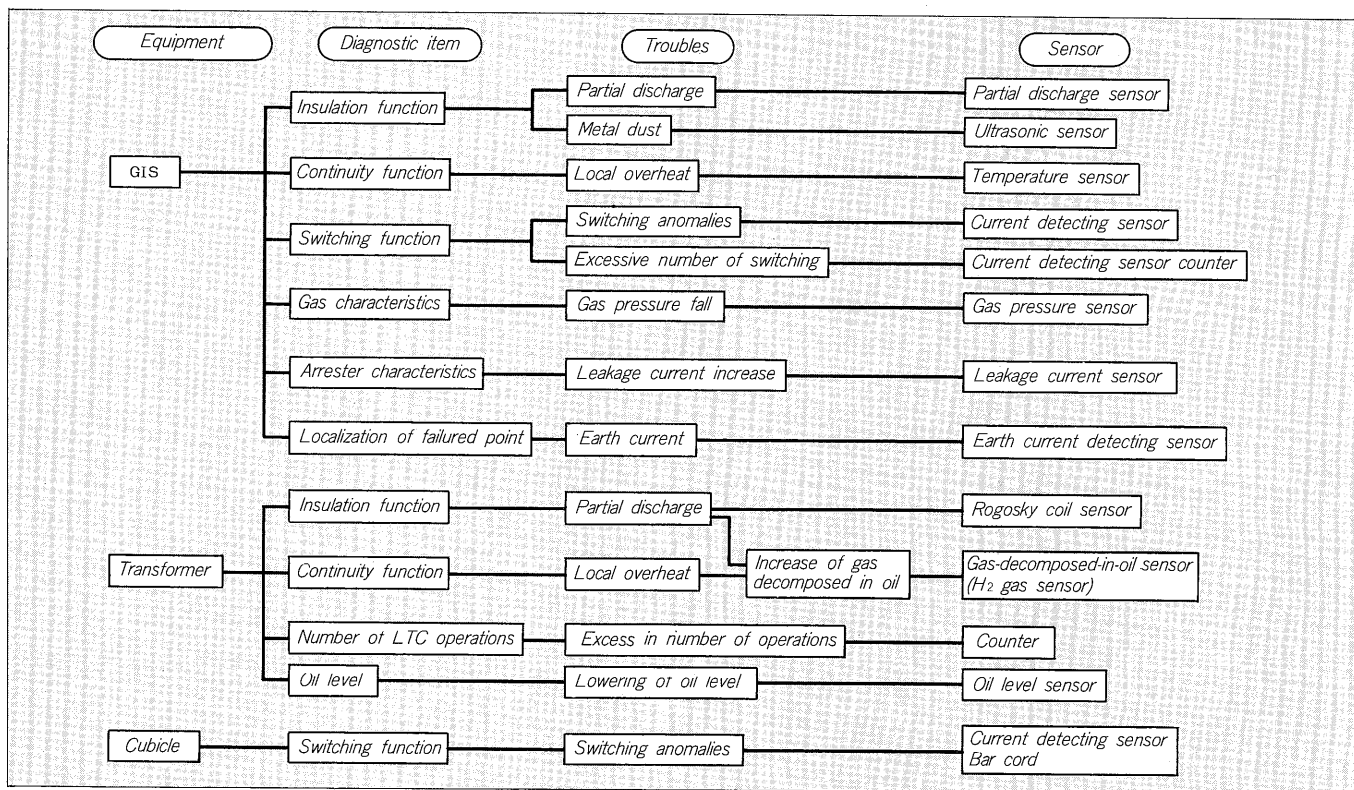 Equipment
Diagnostic item
Troubles
Sensor
Insulation function
Partial discharge
Partial discharge sensor
Metal dust
Ultrasonic sensor
GIS
Continuity function
Local overheat
Temperature sensor
Switching function
Switching anomalies
Current detecting sensor
Excessive number of switching
Current detecting sensor counter
Gas characteristics
Gas pressure fall
Gas pressure sensor
Arrester characteristics
Leakage current increase
Leakage current sensor
Localization of failured point
Earth current
Earth current detecting sensor
Insulation function
Partial discharge
Rogosky coil sensor
Transformer
Continuity function
Local overheat
Increase of gas
decomposed in oil
Gas-decomposed-in-oil sensor
(H2 gas sensor)
Number of LTC operations
Excess in number of operations
Counter
Oil level
Lowering of oil level
Oil level sensor
Cubicle
Switching function
Switching anomalies
Current detecting sensor
Bar cord